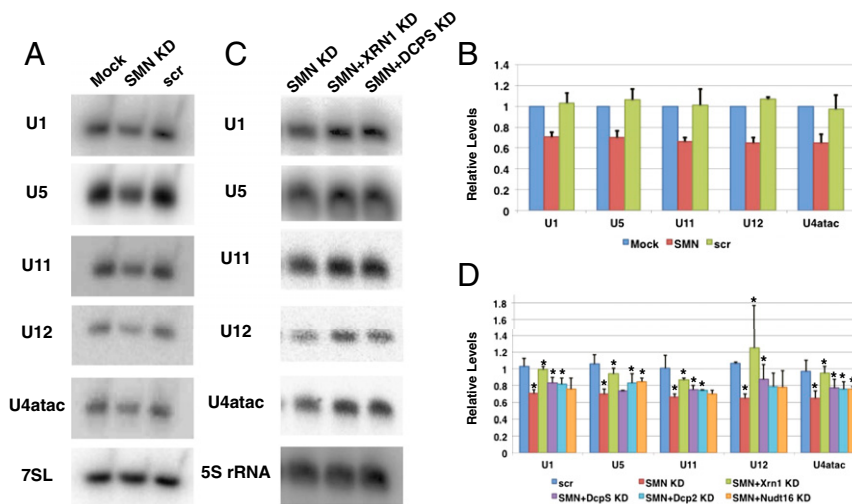 A
Mock SMN KD scr
U1
U5
U11
U12
U4atac
7SL
C
SMN KD SMN+XRN1 KD SMN+DCPS KD
U1
U5
U11
U12
U4atac
5S rRNA
B
Relative Levels
1.4
1.2
1
0.8
0.6
0.4
0.2
0
U1 U5 U11 U12 U4atac
Mock SMN scr
D
Relative Levels
1.8
1.6
1.4
1.2
1.0
0.8
0.6
0.4
0.2
0
* * * * * * * * * * * * * * * * * * * *
U1 U5 U11 U12 U4atac
scr SMN KD SMN+Xrn1 KD
SMN+DcpS KD SMN+Dcp2 KD SMN+Nudt16 KD